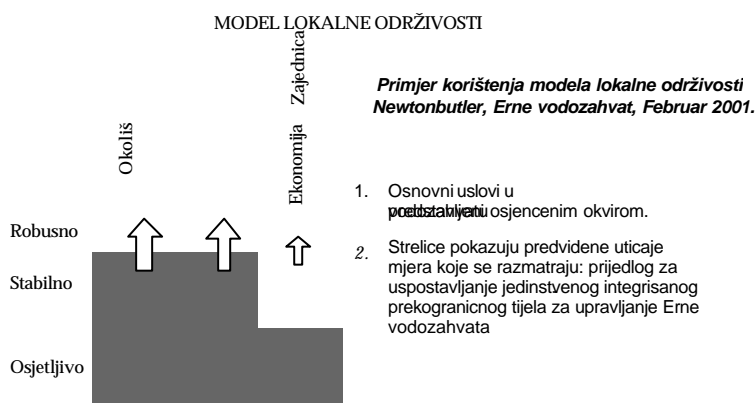 MODEL LOKALNE ODRŽIVOSTI
Okoliš
Ekonomija
Zajednica
Robusno
Stabilno
Osjetljivo
Primjer korištenja modela lokalne održivosti
Newtonbutler, Erne vodozahvat, Februar 2001.
1. Osnovni uslovi u
osjencenim okvirom.
2. Strelice pokazuju predvidene uticaje
mjera koje se razmatraju: prijedlog za
uspostavljanje jedinstvenog integrisanog
prekogranicnog tijela za upravljanje Erne
vodozahvata